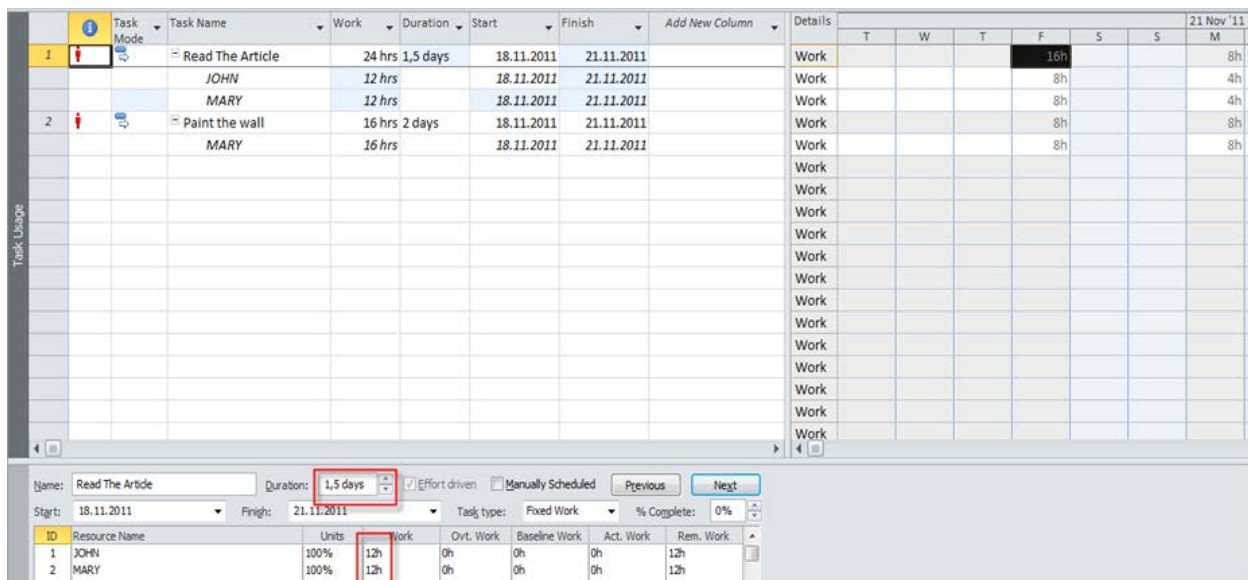 Task Mode Task Name Work Duration Start Finish Add New Column Details 21 Nov '11
T W T F S S M
1 Read The Article 24 hrs 1,5 days 18.11.2011 21.11.2011 Work 16h 8h
JOHN 12 hrs 18.11.2011 21.11.2011 Work 8h 4h
MARY 12 hrs 18.11.2011 21.11.2011 Work 8h 4h
2 Paint the wall 16 hrs 2 days 18.11.2011 21.11.2011 Work 8h 8h
MARY 16 hrs 18.11.2011 21.11.2011 Work 8h 8h
Work
Work
Work
Work
Work
Work
Work
Work
Work
Work
Work
Work
Work
Task Usage
Name: Read The Article Duration: 1,5 days Effort driven Manually Scheduled Previous Next
Start: 18.11.2011 Finish: 21.11.2011 Task type: Fixed Work % Complete: 0%
ID Resource Name Units Work Ovt. Work Baseline Work Act. Work Rem. Work
1 JOHN 100% 12h 0h 0h 0h 12h
2 MARY 100% 12h 0h 0h 0h 12h